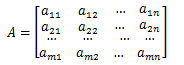 A = [ a₁₁ a₁₂ ... a₁ₙ
a₂₁ a₂₂ ... a₂ₙ
... ... ... ...
aₘ₁ aₘ₂ ... aₘₙ ]